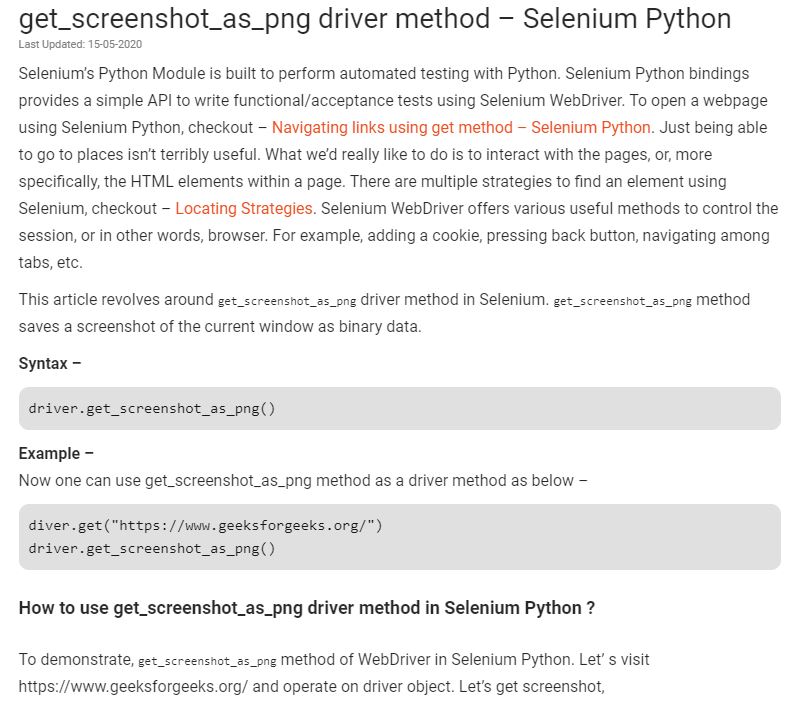 get_screenshot_as_png driver method – Selenium Python
Last Updated: 15-05-2020
Selenium's Python Module is built to perform automated testing with Python. Selenium Python bindings
provides a simple API to write functional/acceptance tests using Selenium WebDriver. To open a webpage
using Selenium Python, checkout – Navigating links using get method – Selenium Python. Just being able
to go to places isn't terribly useful. What we'd really like to do is to interact with the pages, or, more
specifically, the HTML elements within a page. There are multiple strategies to find an element using
Selenium, checkout – Locating Strategies. Selenium WebDriver offers various useful methods to control the
session, or in other words, browser. For example, adding a cookie, pressing back button, navigating among
tabs, etc.
This article revolves around get_screenshot_as_png driver method in Selenium. get_screenshot_as_png method
saves a screenshot of the current window as binary data.
Syntax –
driver.get_screenshot_as_png()
Example –
Now one can use get_screenshot_as_png method as a driver method as below –
diver.get("https://www.geeksforgeeks.org/")
driver.get_screenshot_as_png()
How to use get_screenshot_as_png driver method in Selenium Python ?
To demonstrate, get_screenshot_as_png method of WebDriver in Selenium Python. Let' s visit
https://www.geeksforgeeks.org/ and operate on driver object. Let's get screenshot,